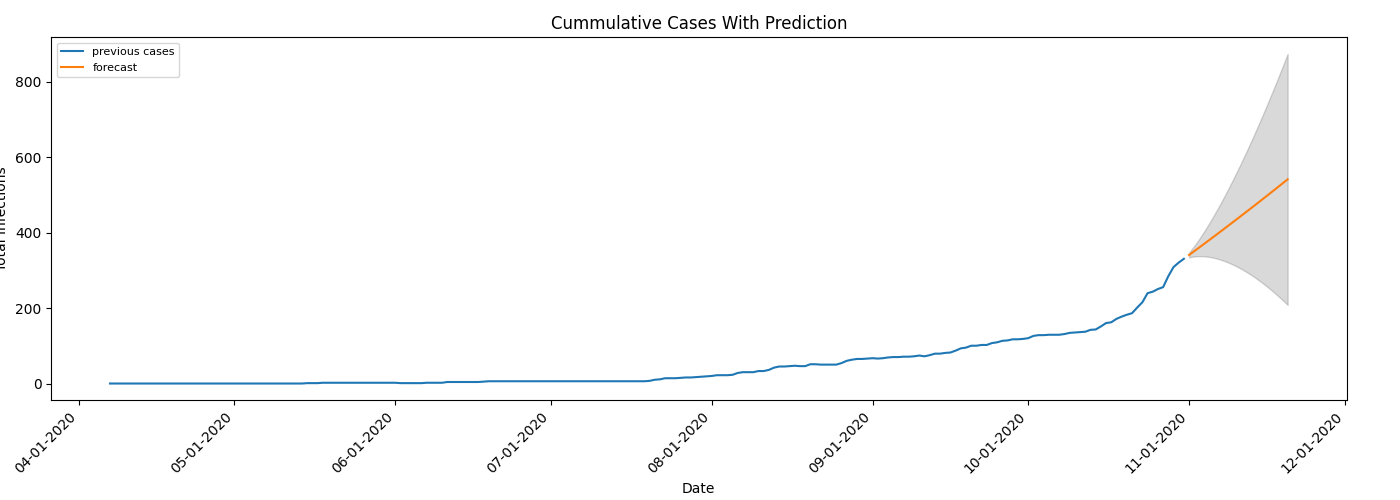 Cummulative Cases With Prediction
previous cases
forecast
800
600
400
200
0
Total Infections
04-01-2020
05-01-2020
06-01-2020
07-01-2020
08-01-2020
09-01-2020
10-01-2020
11-01-2020
12-01-2020
Date